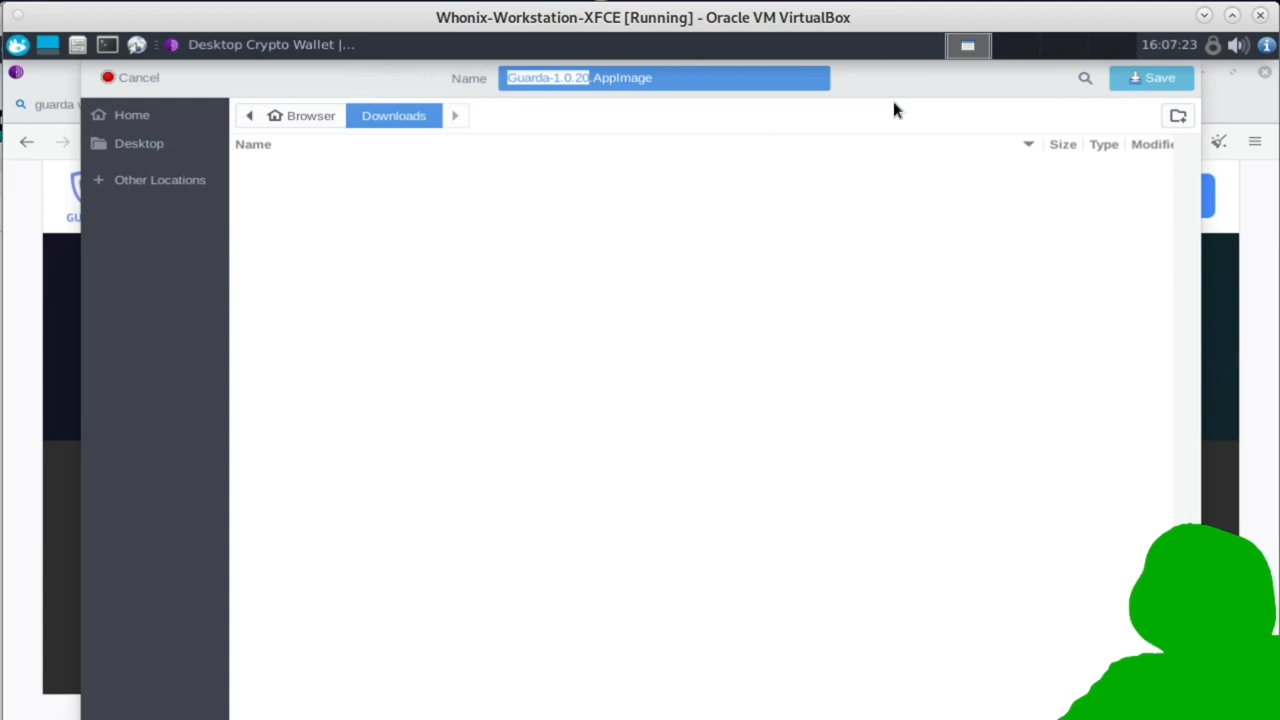 Whonix-Workstation-XFCE [Running] - Oracle VM VirtualBox
Desktop Crypto Wallet |...
16:07:23
Cancel
Name
Guarda-1.0.20.AppImage
Save
guarda
Home
Browser
Downloads
Desktop
Name
Size
Type
Modifie
Other Locations
GU